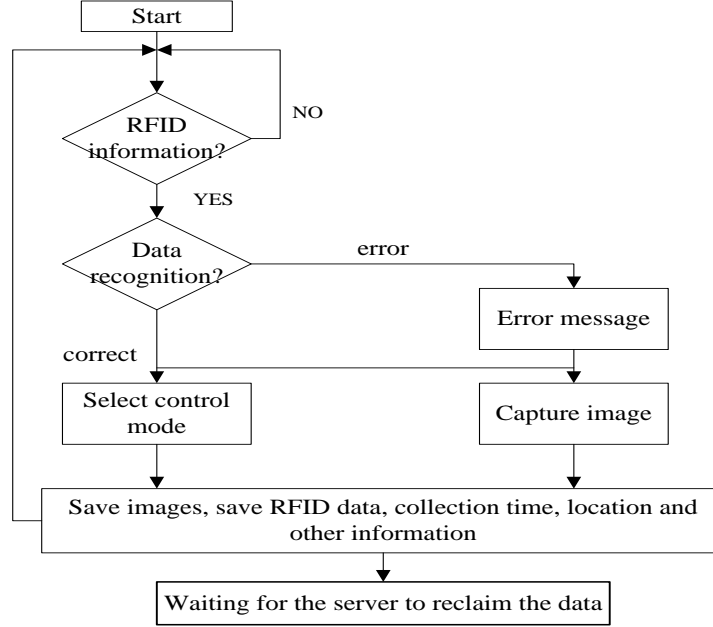 Start
NO
RFID
information?
YES
Data
recognition?
error
Error message
correct
Select control
mode
Capture image
Save images, save RFID data, collection time, location and
other information
Waiting for the server to reclaim the data